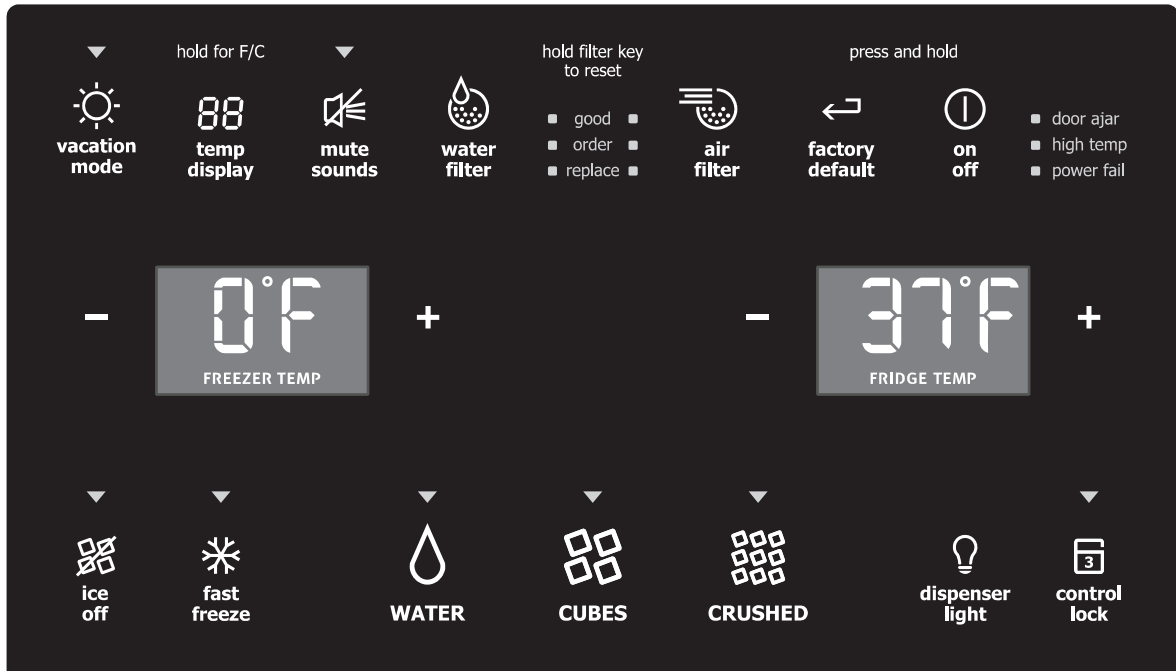 hold for F/C
hold filter key
to reset
press and hold
88
vacation
mode
temp
display
mute
sounds
water
filter
good
order
replace
air
filter
factory
default
on
off
door ajar
high temp
power fail
0°F
FREEZER TEMP
37°F
FRIDGE TEMP
−
+
−
+
3
ice
off
fast
freeze
WATER
CUBES
CRUSHED
dispenser
light
control
lock